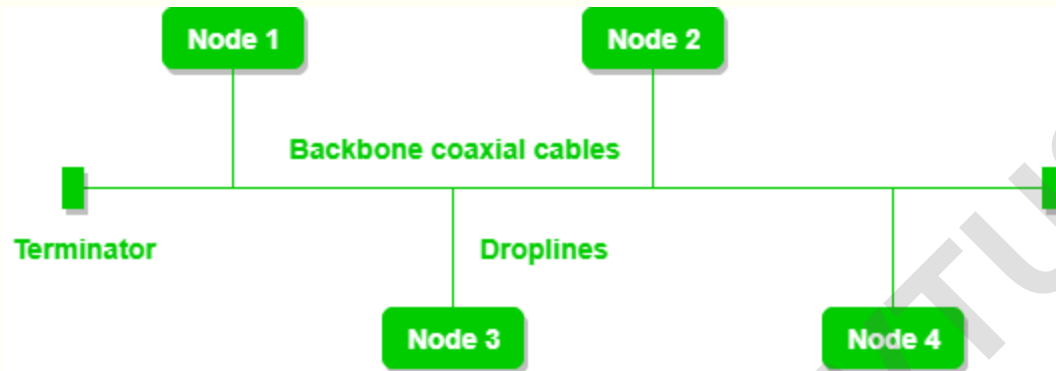 Node 1
Node 2
Backbone coaxial cables
Terminator
Droplines
Node 3
Node 4